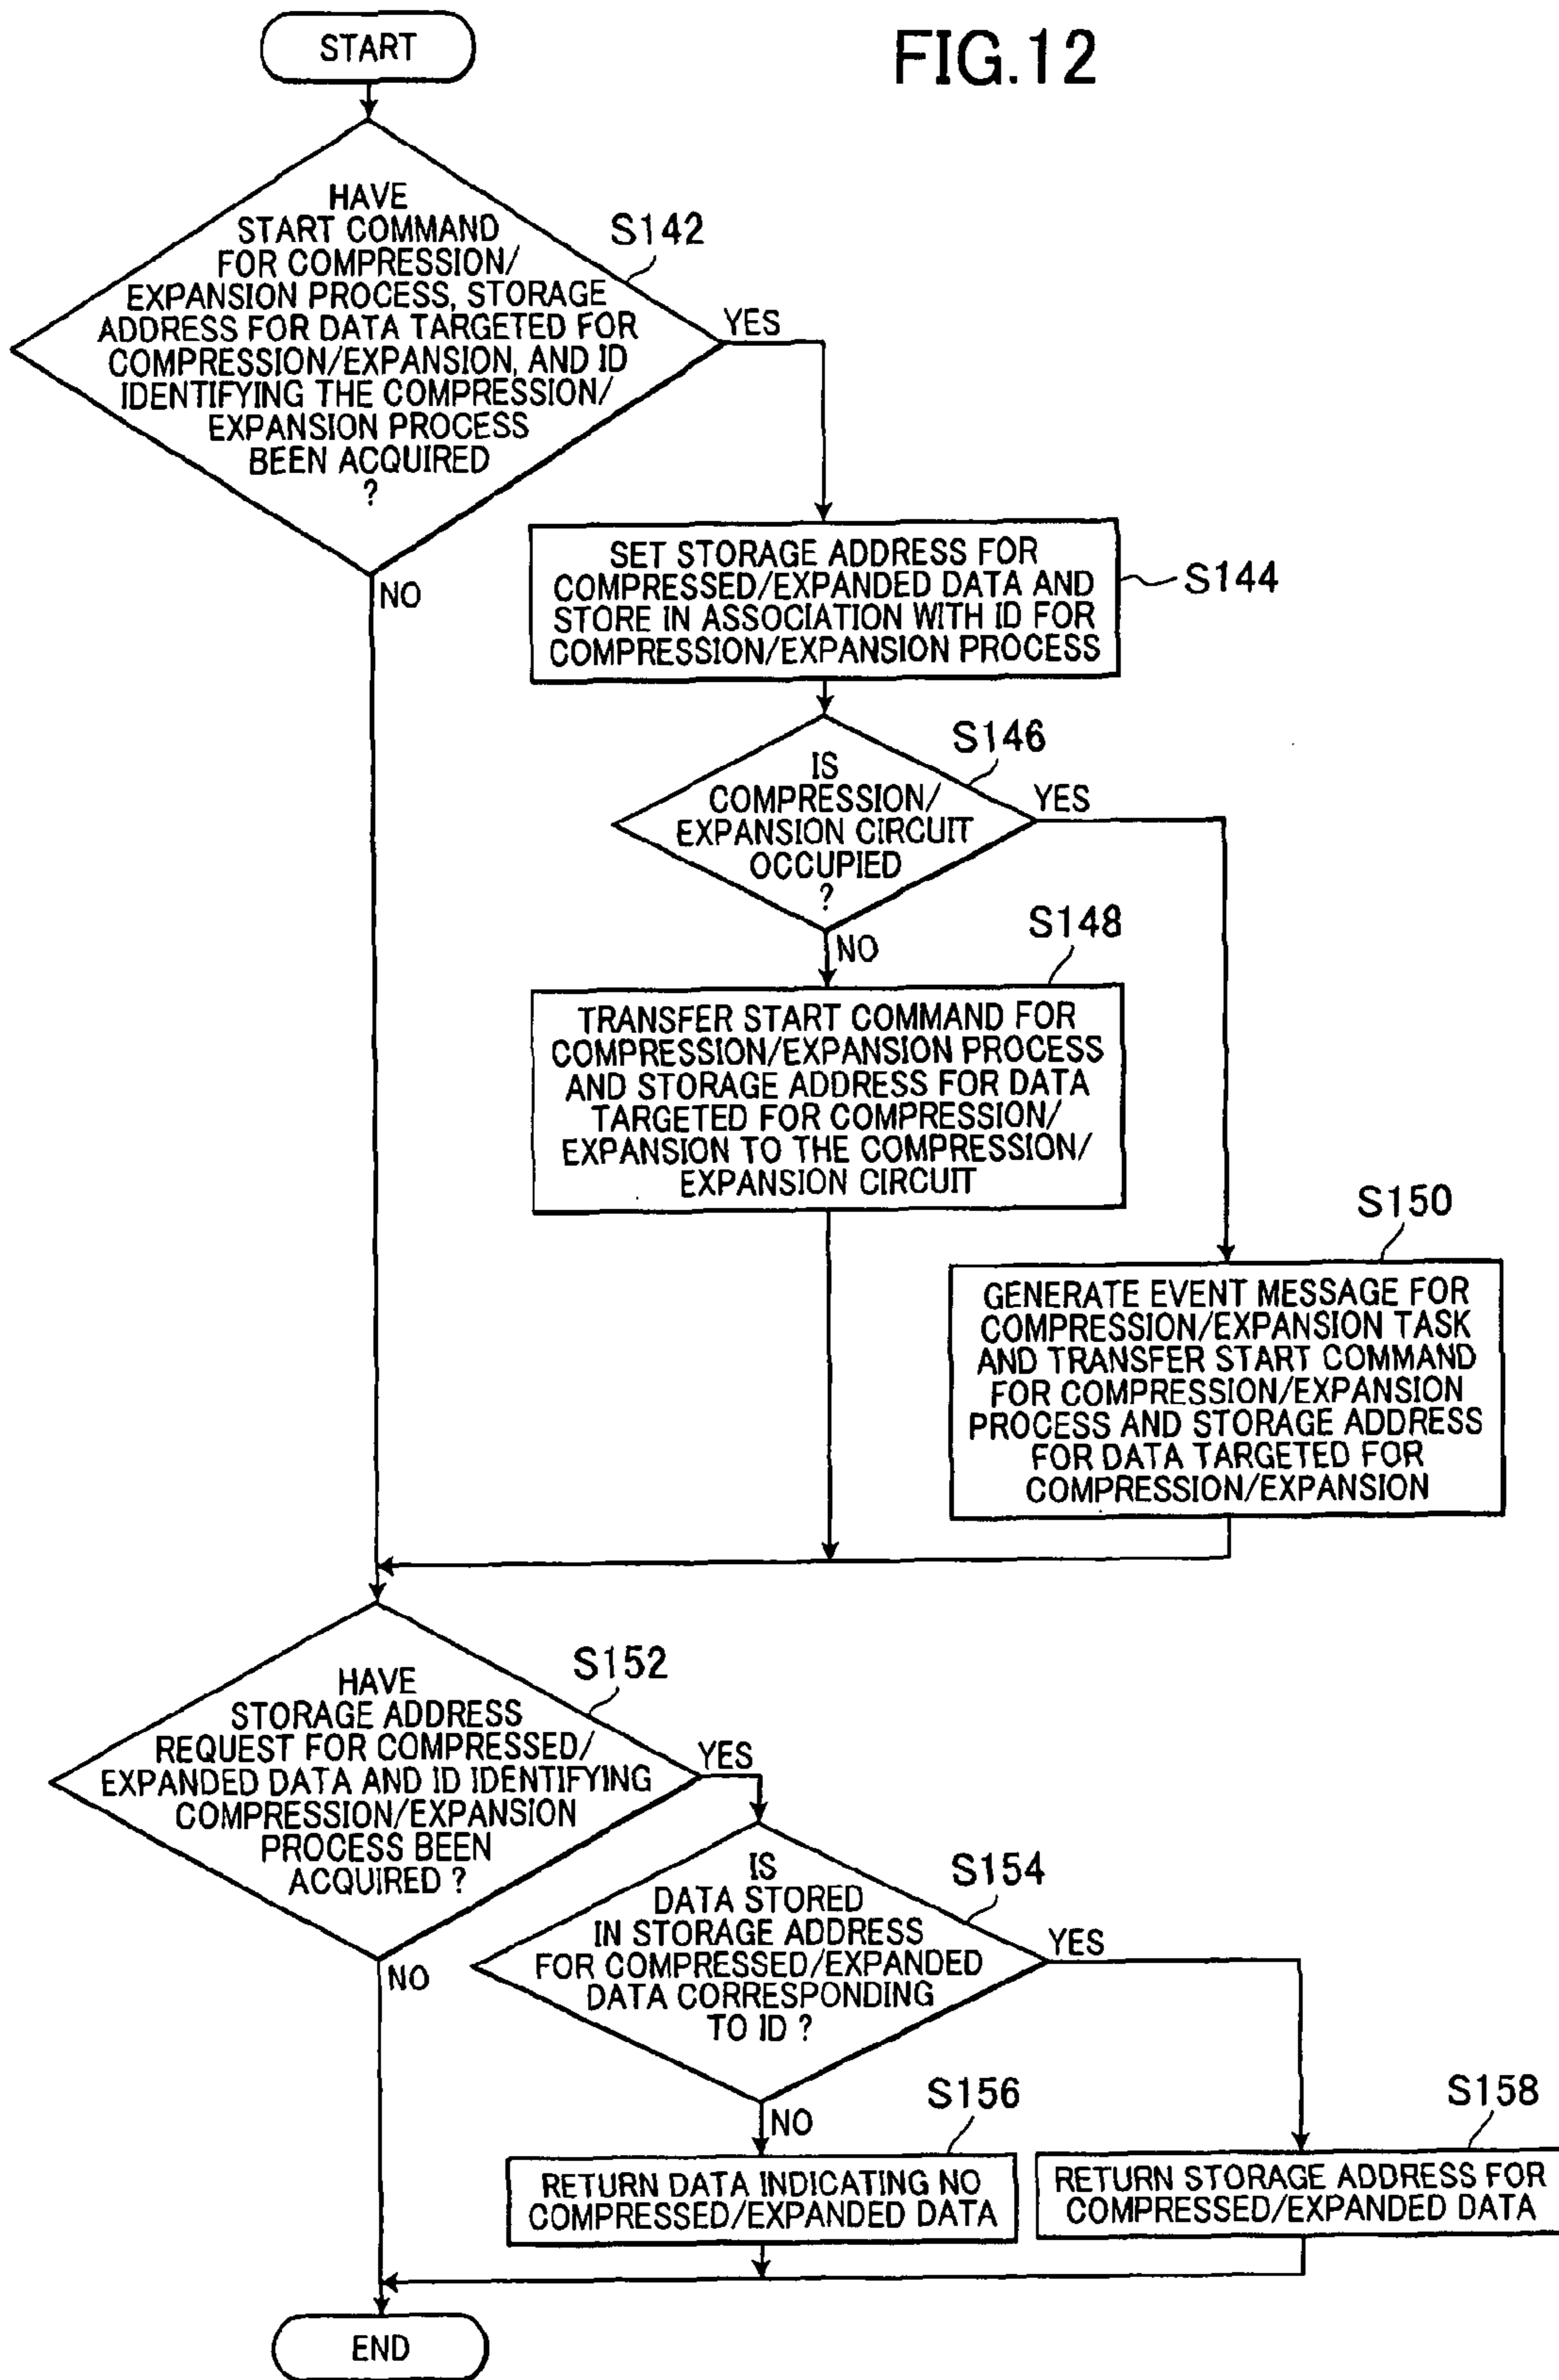 FIG.12
START
HAVE
START COMMAND
FOR COMPRESSION/
EXPANSION PROCESS, STORAGE
ADDRESS FOR DATA TARGETED FOR
COMPRESSION/EXPANSION, AND ID
IDENTIFYING THE COMPRESSION/
EXPANSION PROCESS
BEEN ACQUIRED
?
S142
YES
NO
SET STORAGE ADDRESS FOR
COMPRESSED/EXPANDED DATA AND
STORE IN ASSOCIATION WITH ID FOR
COMPRESSION/EXPANSION PROCESS
S144
IS
COMPRESSION/
EXPANSION CIRCUIT
OCCUPIED
?
S146
YES
NO
S148
TRANSFER START COMMAND FOR
COMPRESSION/EXPANSION PROCESS
AND STORAGE ADDRESS FOR DATA
TARGETED FOR COMPRESSION/
EXPANSION TO THE COMPRESSION/
EXPANSION CIRCUIT
S150
GENERATE EVENT MESSAGE FOR
COMPRESSION/EXPANSION TASK
AND TRANSFER START COMMAND
FOR COMPRESSION/EXPANSION
PROCESS AND STORAGE ADDRESS
FOR DATA TARGETED FOR
COMPRESSION/EXPANSION
HAVE
STORAGE ADDRESS
REQUEST FOR COMPRESSED/
EXPANDED DATA AND ID IDENTIFYING
COMPRESSION/EXPANSION
PROCESS BEEN
ACQUIRED ?
S152
YES
NO
IS
DATA STORED
IN STORAGE ADDRESS
FOR COMPRESSED/EXPANDED
DATA CORRESPONDING
TO ID ?
S154
YES
NO
S156
RETURN DATA INDICATING NO
COMPRESSED/EXPANDED DATA
S158
RETURN STORAGE ADDRESS FOR
COMPRESSED/EXPANDED DATA
END